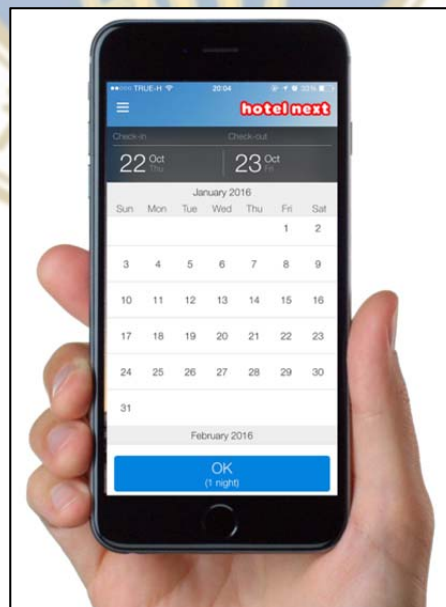 TRUE-H 20:04 33%
hotel next
Check-in Check-out
22 Oct Thu 23 Oct Fri
January 2016
Sun Mon Tue Wed Thu Fri Sat
1 2
3 4 5 6 7 8 9
10 11 12 13 14 15 16
17 18 19 20 21 22 23
24 25 26 27 28 29 30
31
February 2016
OK
(1 night)